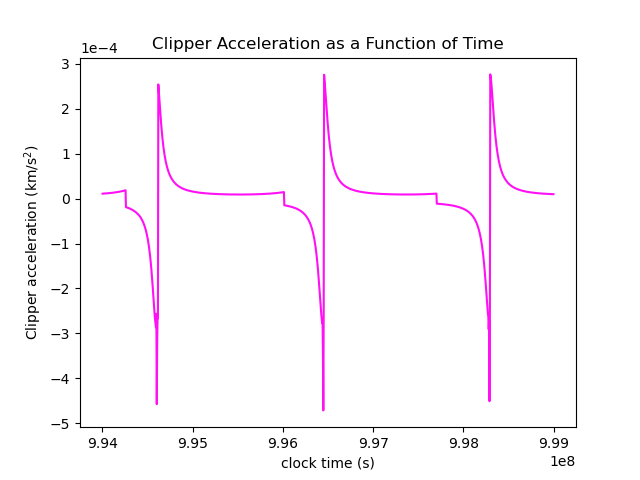 Clipper Acceleration as a Function of Time
1e−4
3
2
1
0
−1
−2
−3
−4
−5
Clipper acceleration (km/s²)
9.94 9.95 9.96 9.97 9.98 9.99
1e8
clock time (s)